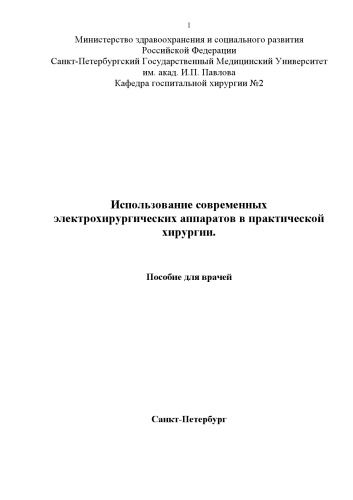 1
Министерство здравоохранения и социального развития
Российской Федерации
Санкт-Петербургский Государственный Медицинский Университет
им. акад. И.П. Павлова
Кафедра госпитальной хирургии №2
Использование современных
электрохирургических аппаратов в практической
хирургии.
Пособие для врачей
Санкт-Петербург